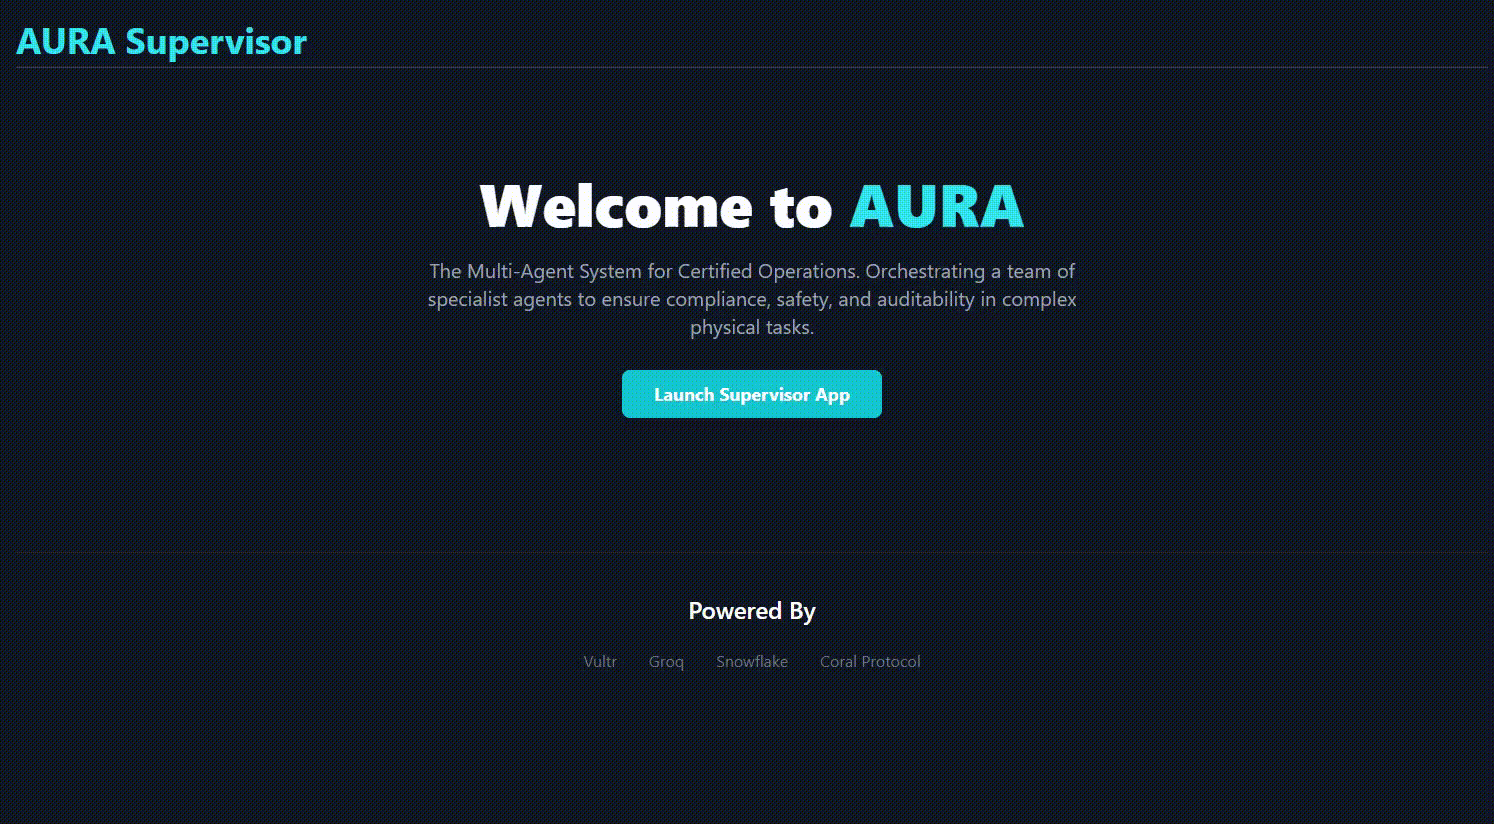 AURA Supervisor
Welcome to AURA
The Multi-Agent System for Certified Operations. Orchestrating a team of
specialist agents to ensure compliance, safety, and auditability in complex
physical tasks.
Launch Supervisor App
Powered By
Vultr Groq Snowflake Coral Protocol